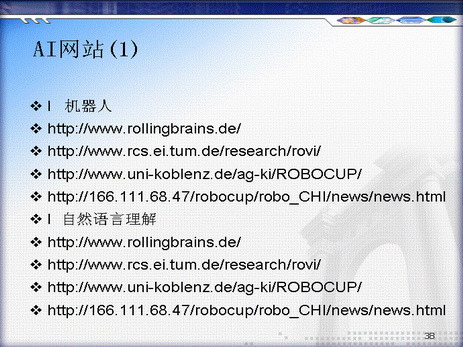 AI网站(1)
❖ l 机器人
❖ http://www.rollingbrains.de/
❖ http://www.rcs.ei.tum.de/research/rovi/
❖ http://www.uni-koblenz.de/ag-ki/ROBOCUP/
❖ http://166.111.68.47/robocup/robo_CHI/news/news.html
❖ l 自然语言理解
❖ http://www.rollingbrains.de/
❖ http://www.rcs.ei.tum.de/research/rovi/
❖ http://www.uni-koblenz.de/ag-ki/ROBOCUP/
❖ http://166.111.68.47/robocup/robo_CHI/news/news.html
38